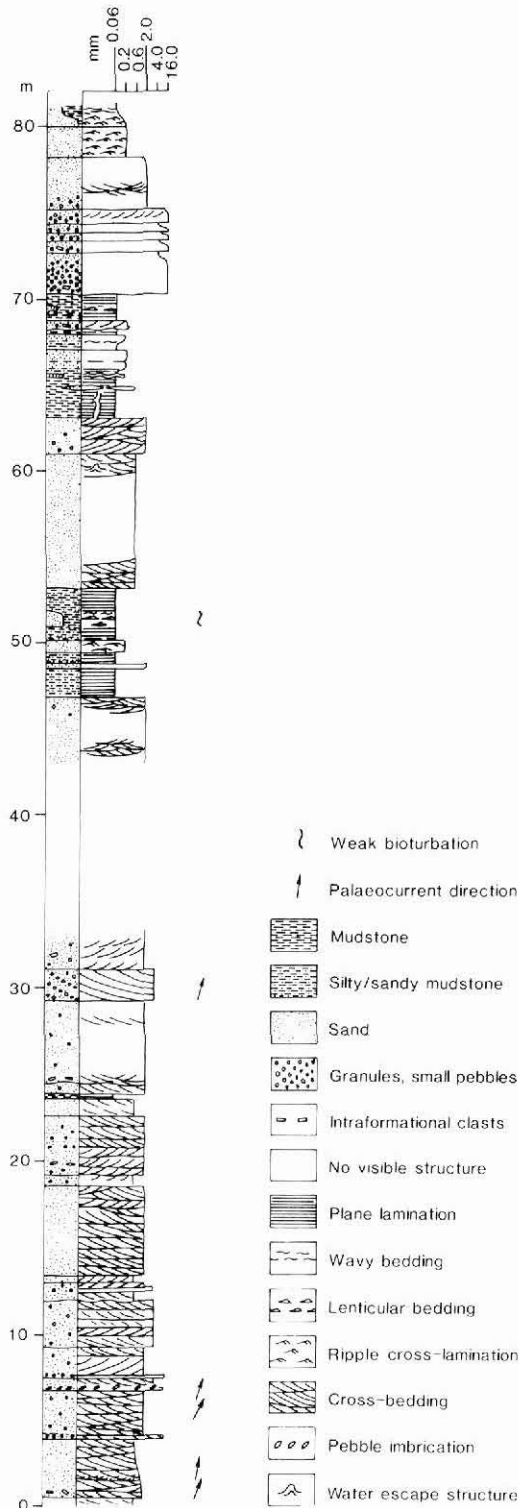 mm
0.06
0.2
0.6
2.0
4.0
16.0
m
80
70
60
50
40
30
20
10
0
Weak bioturbation
Palaeocurrent direction
Mudstone
Silty/sandy mudstone
Sand
Granules, small pebbles
Intraformational clasts
No visible structure
Plane lamination
Wavy bedding
Lenticular bedding
Ripple cross-lamination
Cross-bedding
Pebble imbrication
Water escape structure